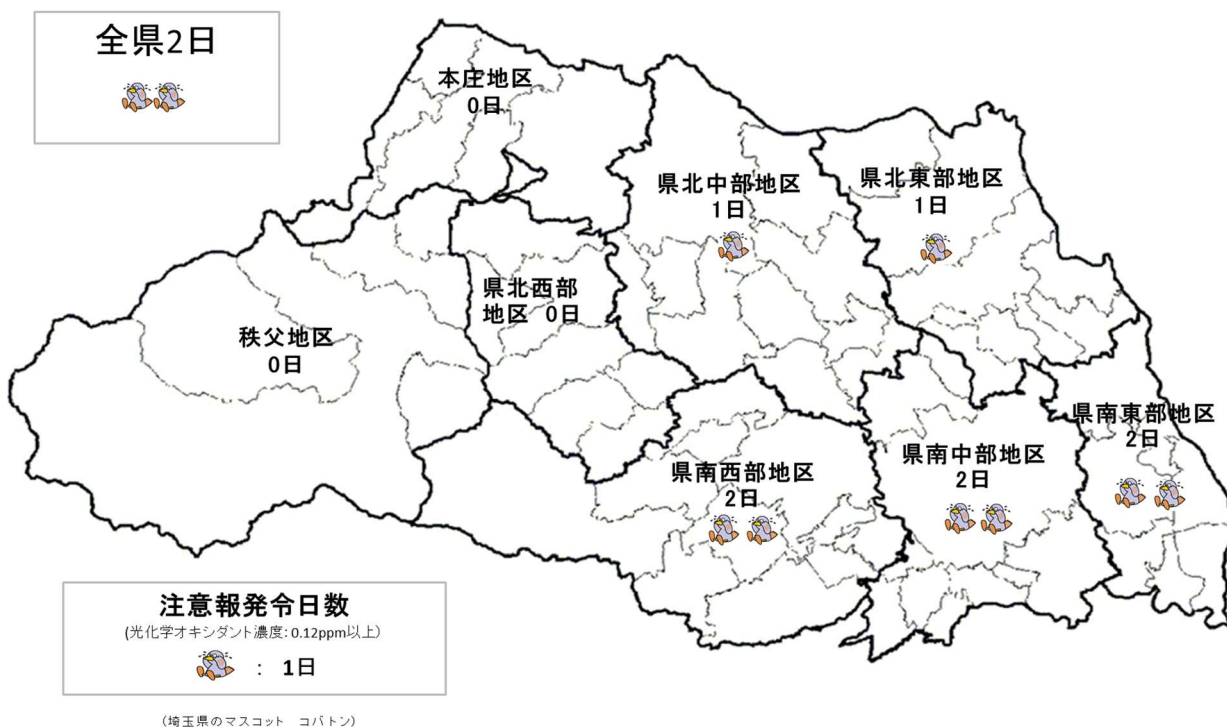 全県2日
本庄地区
0日
県北中部地区
1日
県北東部地区
1日
県北西部
地区 0日
秩父地区
0日
県南東部地区
2日
県南中部地区
2日
県南西部地区
2日
注意報発令日数
(光化学オキシダント濃度:0.12ppm以上)
: 1日
(埼玉県のマスコット コバトン)